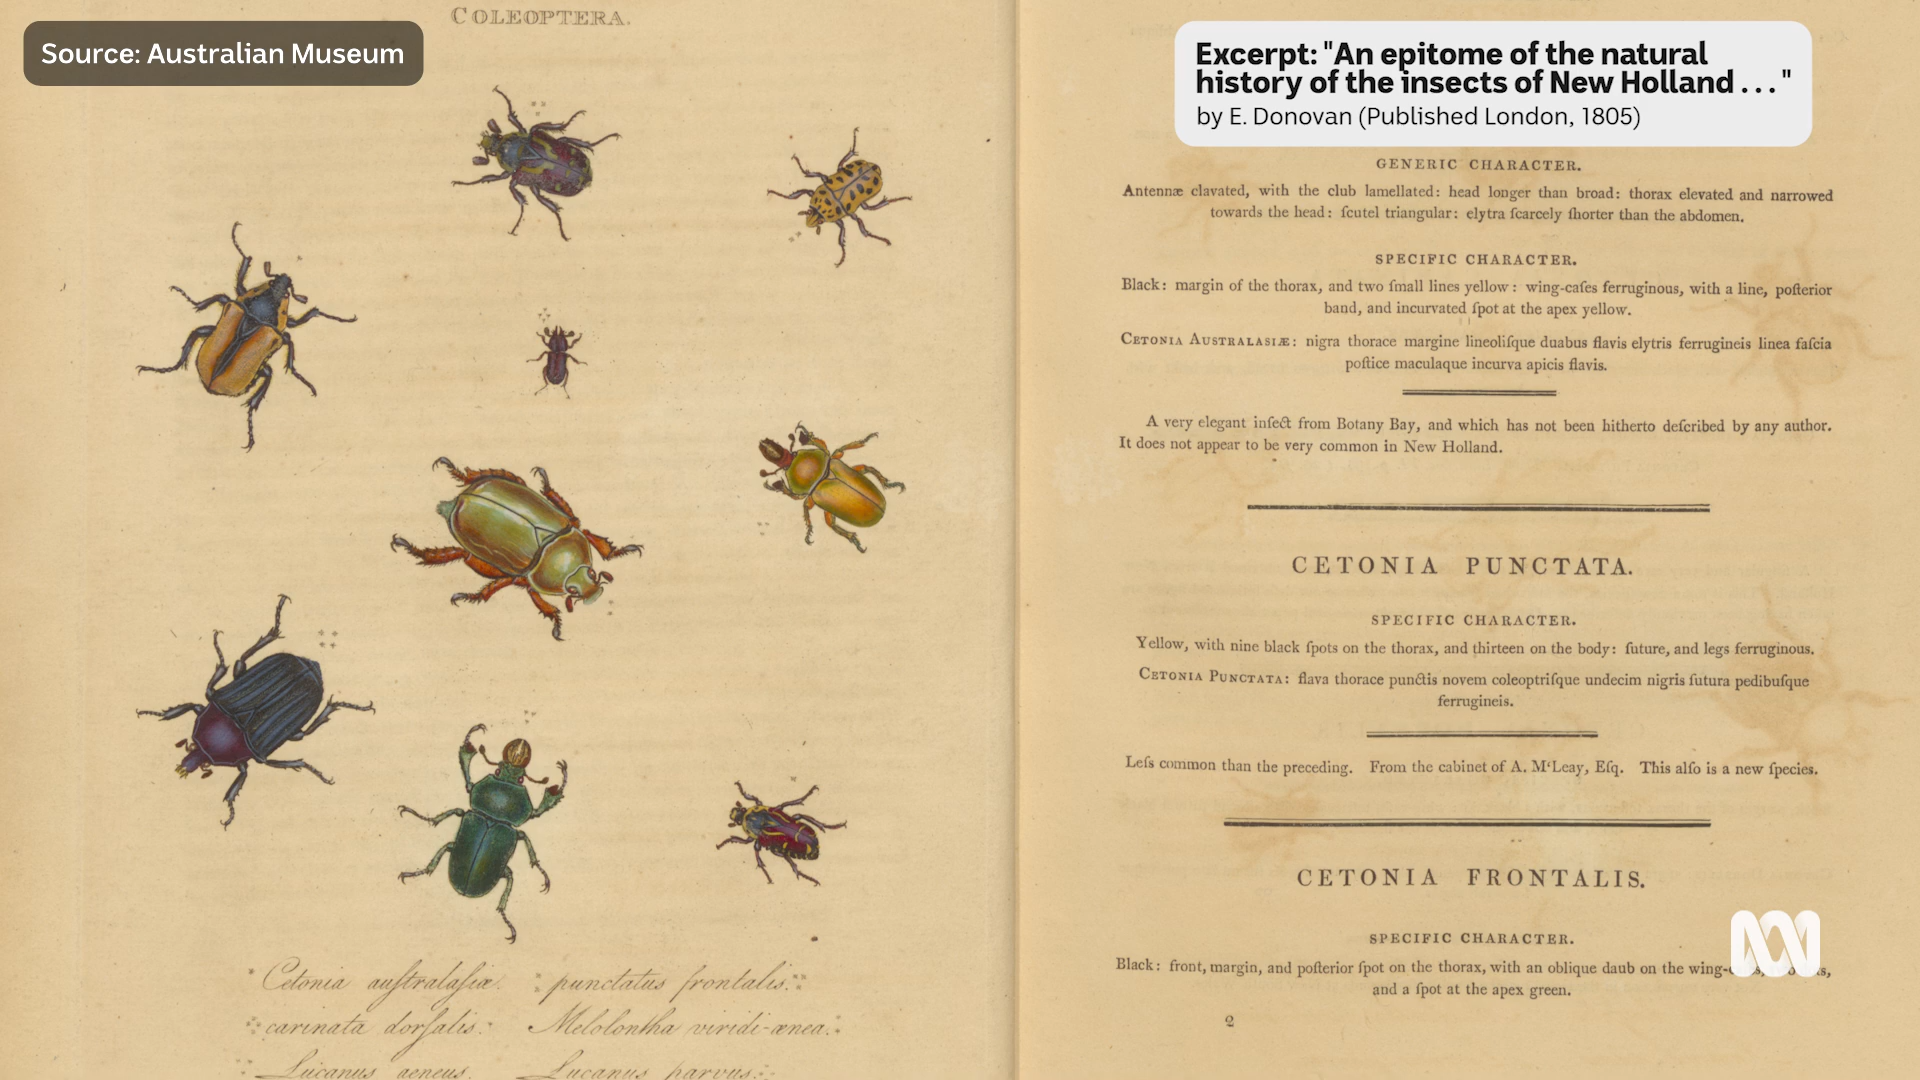 COLEOPTERA.
Source: Australian Museum
Cetonia auſtralaſiæ. punctatus frontalis.
carinata dorſalis. Melolontha viridi-ænea.
Lucanus aeneus. Lucanus parvus.
Excerpt: "An epitome of the natural
history of the insects of New Holland . . . "
by E. Donovan (Published London, 1805)
GENERIC CHARACTER.
Antennæ clavated, with the club lamellated: head longer than broad: thorax elevated and narrowed
towards the head: ſcutel triangular: elytra ſcarcely ſhorter than the abdomen.
SPECIFIC CHARACTER.
Black: margin of the thorax, and two ſmall lines yellow: wing-caſes ferruginous, with a line, poſterior
band, and incurvated ſpot at the apex yellow.
CETONIA AUSTRALASIÆ: nigra thorace margine lineoliſque duabus flavis elytris ferrugineis linea faſcia
poſtice maculaque incurva apicis flavis.
A very elegant inſect from Botany Bay, and which has not been hitherto deſcribed by any author.
It does not appear to be very common in New Holland.
CETONIA PUNCTATA.
SPECIFIC CHARACTER.
Yellow, with nine black ſpots on the thorax, and thirteen on the body: ſuture, and legs ferruginous.
CETONIA PUNCTATA: flava thorace punctis novem coleoptriſque undecim nigris ſutura pedibuſque
ferrugineis.
Leſs common than the preceding. From the cabinet of A. M‘Leay, Eſq. This alſo is a new ſpecies.
CETONIA FRONTALIS.
SPECIFIC CHARACTER.
Black: front, margin, and poſterior ſpot on the thorax, with an oblique daub on the
and a ſpot at the apex green.
2